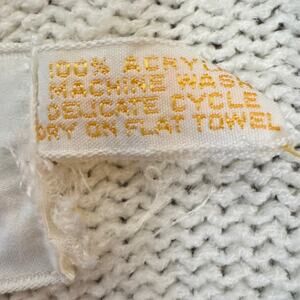 100% ACRYL
MACHINE WASH
DELICATE CYCLE
DRY ON FLAT TOWEL